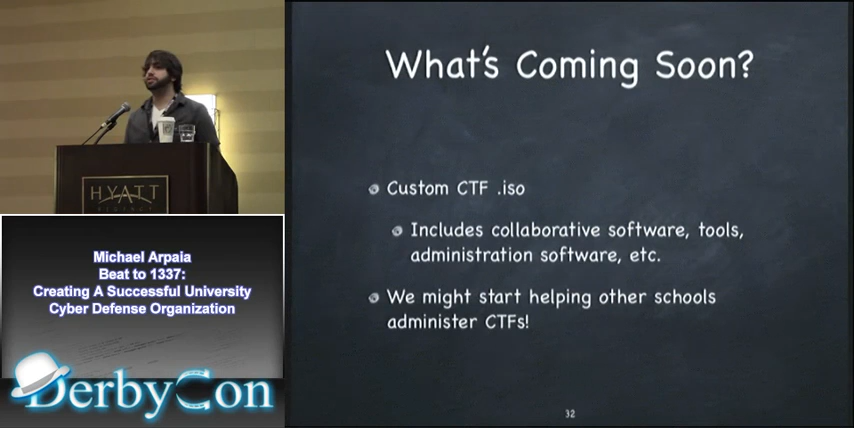 What's Coming Soon?
Custom CTF .iso
Includes collaborative software, tools,
administration software, etc.
We might start helping other schools
administer CTFs!
32
HYATT
REGENCY
Michael Arpaia
Beat to 1337:
Creating A Successful University
Cyber Defense Organization
DerbyCon